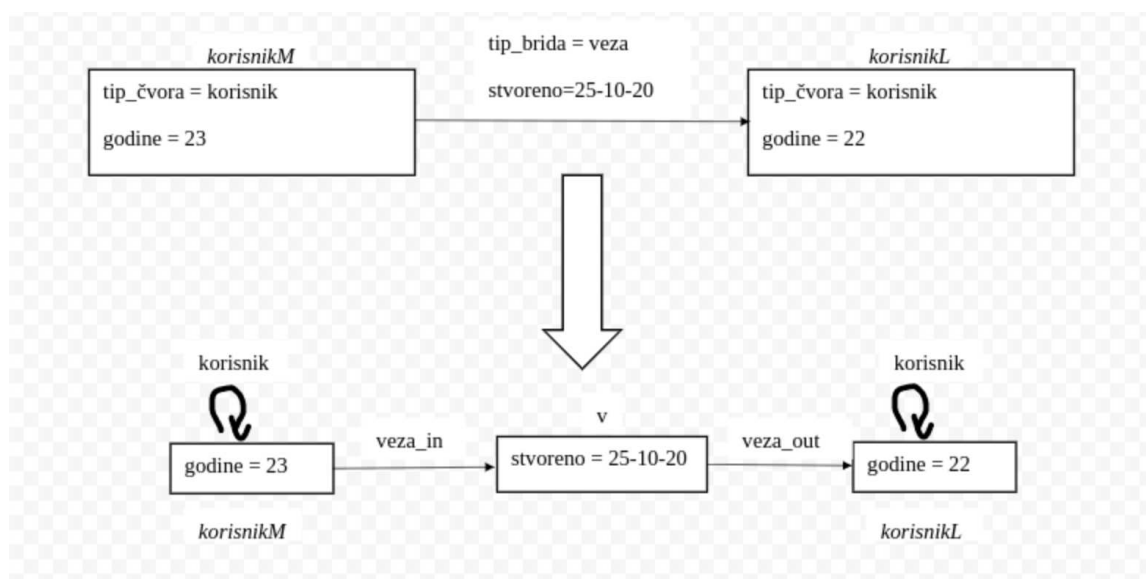 korisnikM
tip_čvora = korisnik
godine = 23
tip_brida = veza
stvoreno=25-10-20
korisnikL
tip_čvora = korisnik
godine = 22
korisnik
godine = 23
korisnikM
veza_in
v
stvoreno = 25-10-20
veza_out
korisnik
godine = 22
korisnikL